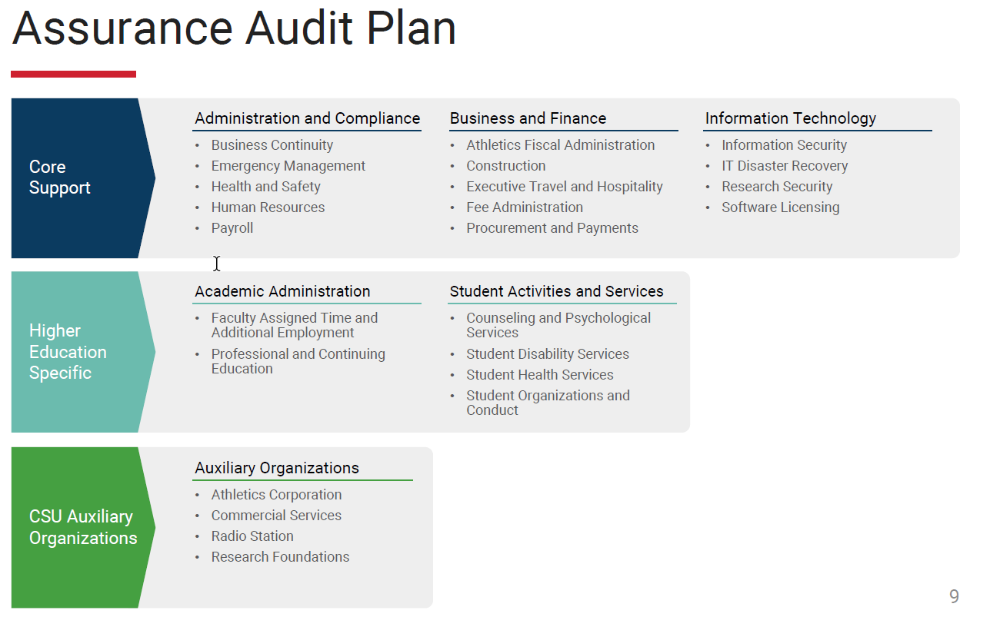 Assurance Audit Plan
Core
Support
Administration and Compliance
• Business Continuity
• Emergency Management
• Health and Safety
• Human Resources
• Payroll
Business and Finance
• Athletics Fiscal Administration
• Construction
• Executive Travel and Hospitality
• Fee Administration
• Procurement and Payments
Information Technology
• Information Security
• IT Disaster Recovery
• Research Security
• Software Licensing
Higher
Education
Specific
Academic Administration
• Faculty Assigned Time and
Additional Employment
• Professional and Continuing
Education
Student Activities and Services
• Counseling and Psychological
Services
• Student Disability Services
• Student Health Services
• Student Organizations and
Conduct
CSU Auxiliary
Organizations
Auxiliary Organizations
• Athletics Corporation
• Commercial Services
• Radio Station
• Research Foundations
9